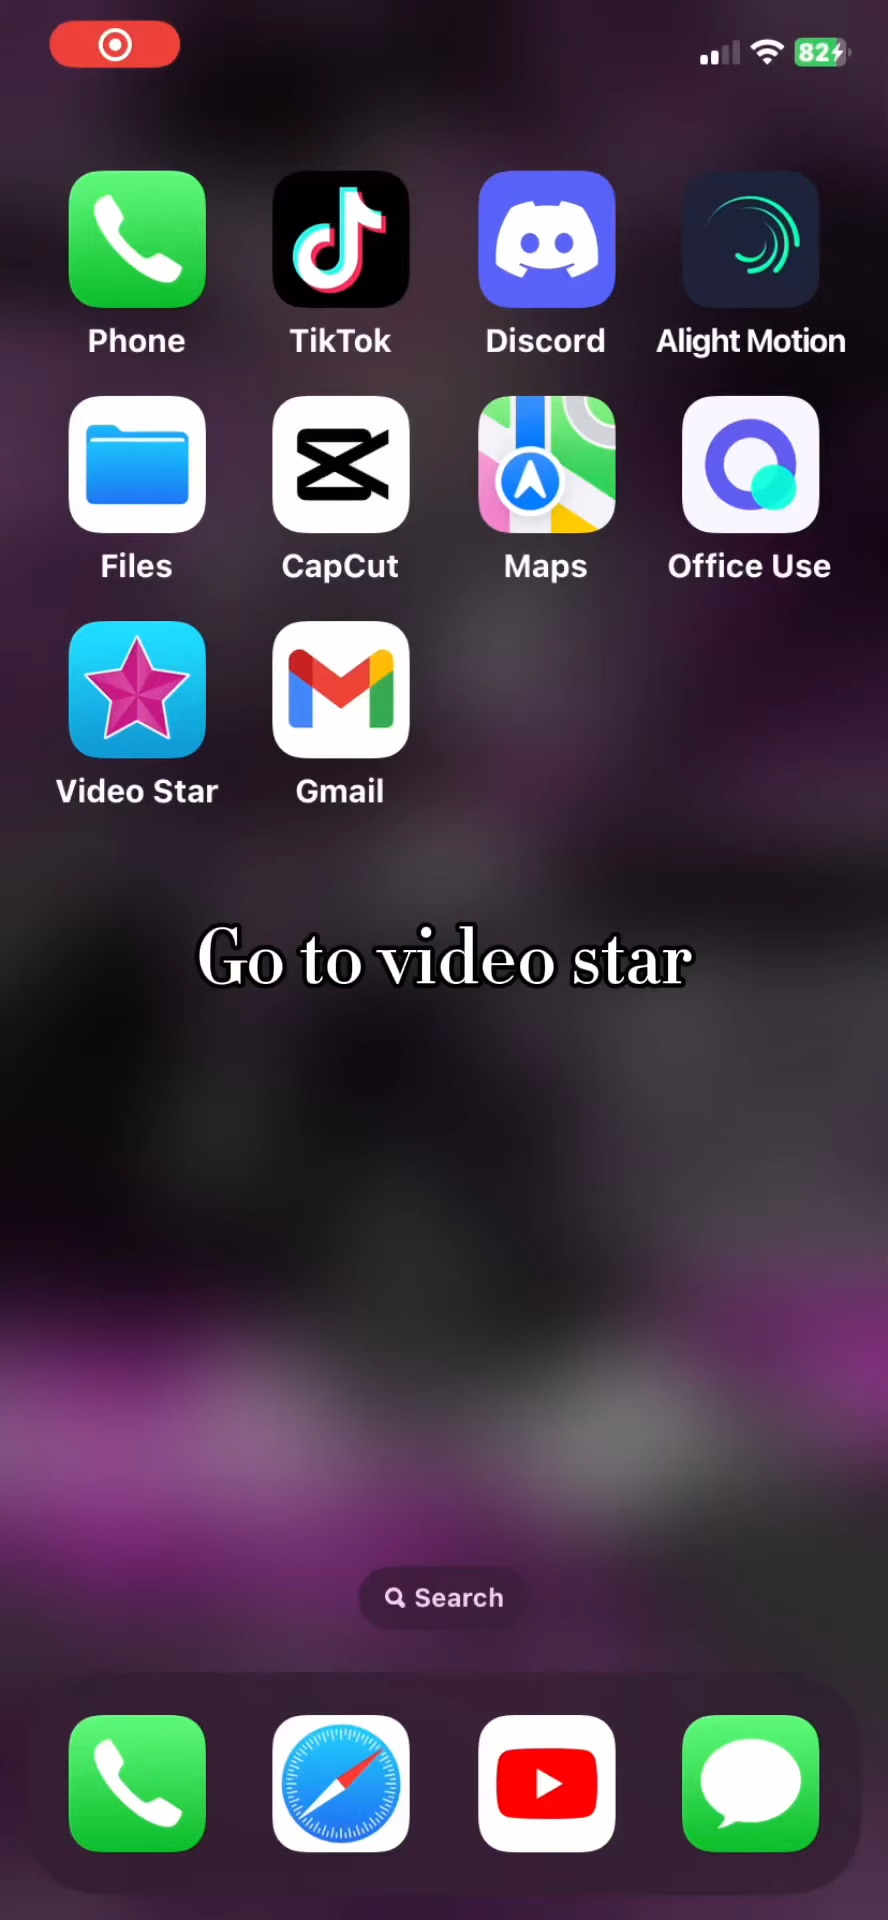 82
Phone TikTok Discord Alight Motion
Files CapCut Maps Office Use
Video Star Gmail
Go to video star
Search